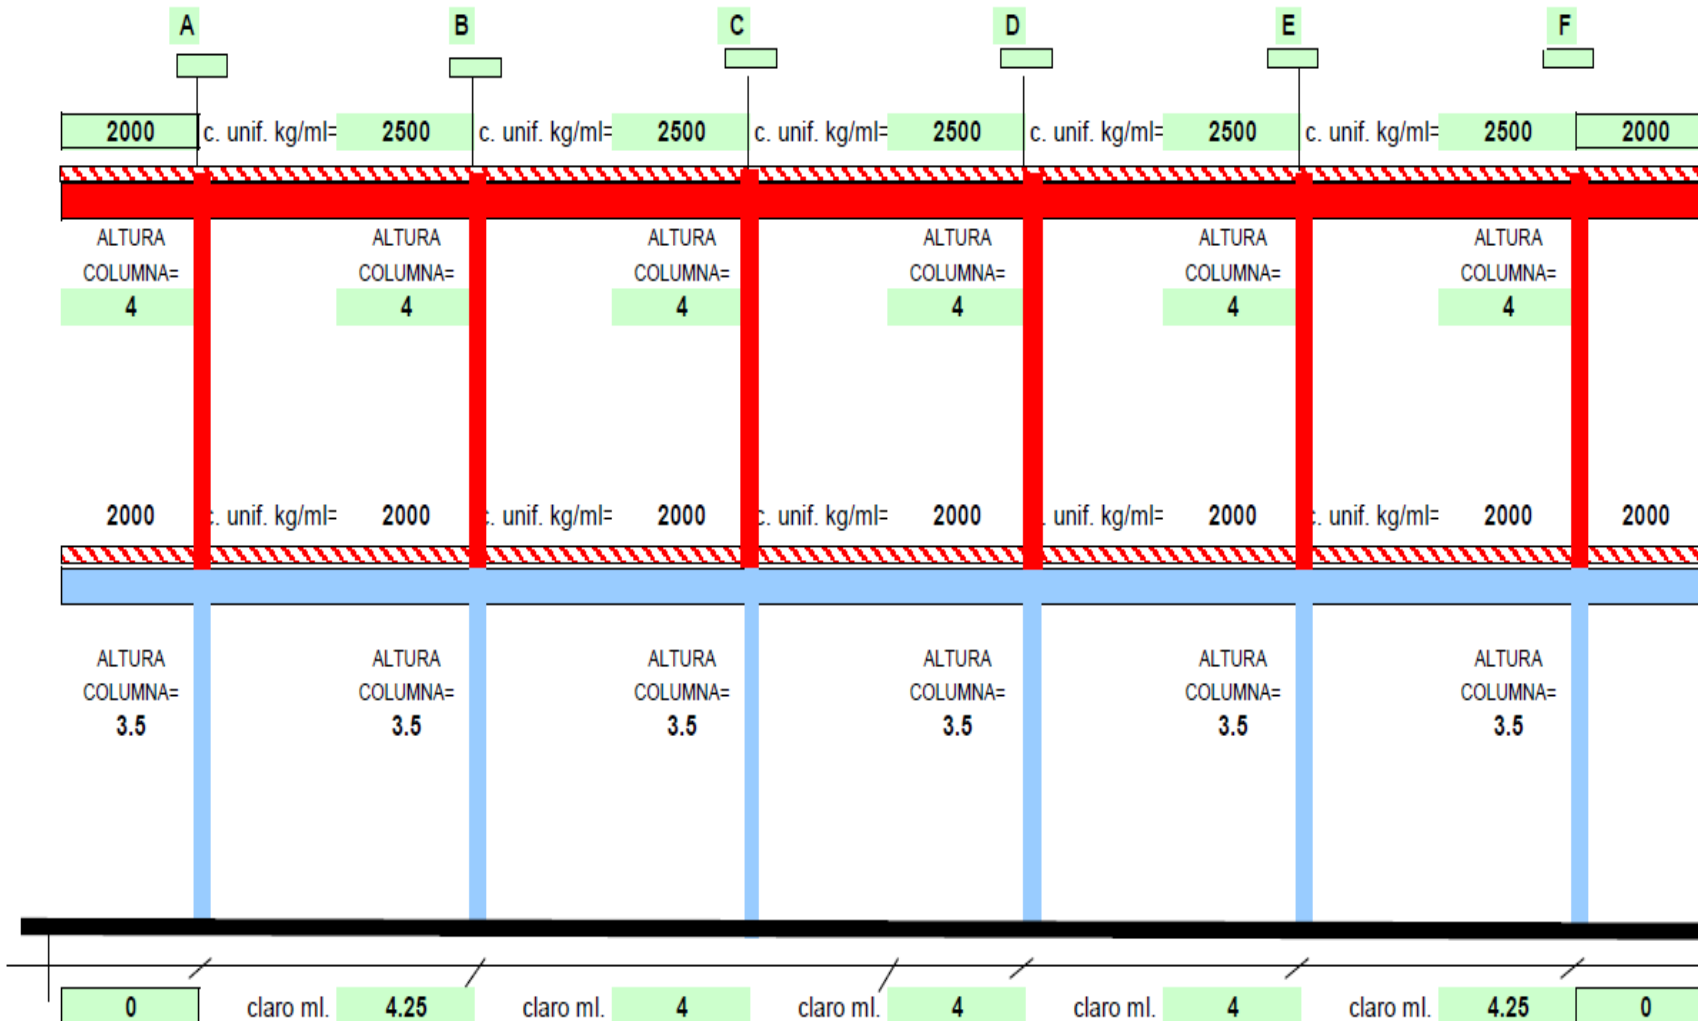 A B C D E F
2000 c. unif. kg/ml= 2500 c. unif. kg/ml= 2500 c. unif. kg/ml= 2500 c. unif. kg/ml= 2500 c. unif. kg/ml= 2500 2000
ALTURA ALTURA ALTURA ALTURA ALTURA ALTURA
COLUMNA= COLUMNA= COLUMNA= COLUMNA= COLUMNA= COLUMNA=
4 4 4 4 4 4
2000 c. unif. kg/ml= 2000 c. unif. kg/ml= 2000 c. unif. kg/ml= 2000 . unif. kg/ml= 2000 c. unif. kg/ml= 2000 2000
ALTURA ALTURA ALTURA ALTURA ALTURA ALTURA
COLUMNA= COLUMNA= COLUMNA= COLUMNA= COLUMNA= COLUMNA=
3.5 3.5 3.5 3.5 3.5 3.5
0 claro ml. 4.25 claro ml. 4 claro ml. 4 claro ml. 4 claro ml. 4.25 0